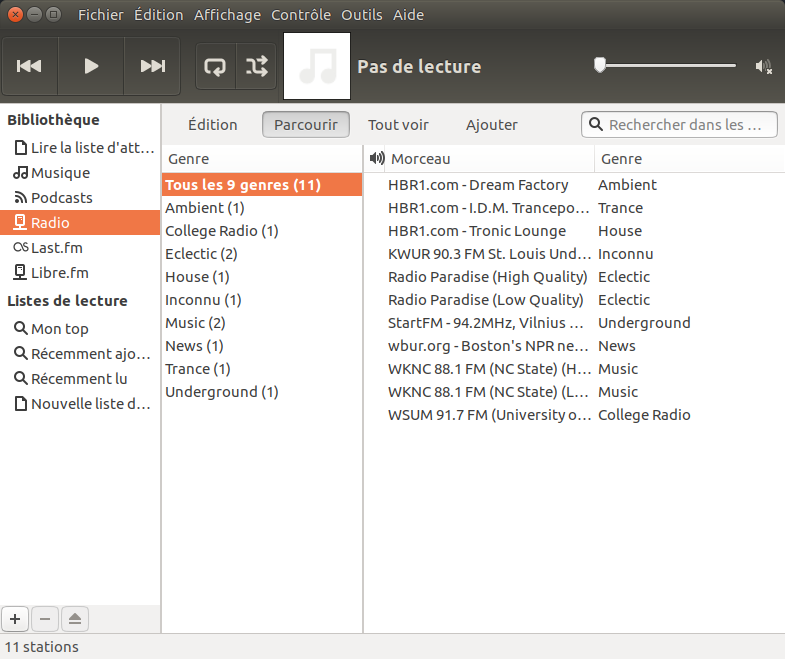 Fichier Édition Affichage Contrôle Outils Aide
Pas de lecture
Bibliothèque
Lire la liste d'att...
Musique
Podcasts
Radio
Last.fm
Libre.fm
Listes de lecture
Mon top
Récemment ajo...
Récemment lu
Nouvelle liste d...
Édition Parcourir Tout voir Ajouter Rechercher dans les ...
Genre
Tous les 9 genres (11)
Ambient (1)
College Radio (1)
Eclectic (2)
House (1)
Inconnu (1)
Music (2)
News (1)
Trance (1)
Underground (1)
Morceau Genre
HBR1.com - Dream Factory Ambient
HBR1.com - I.D.M. Trancepo... Trance
HBR1.com - Tronic Lounge House
KWUR 90.3 FM St. Louis Und... Inconnu
Radio Paradise (High Quality) Eclectic
Radio Paradise (Low Quality) Eclectic
StartFM - 94.2MHz, Vilnius ... Underground
wbur.org - Boston's NPR ne... News
WKNC 88.1 FM (NC State) (H... Music
WKNC 88.1 FM (NC State) (L... Music
WSUM 91.7 FM (University o... College Radio
11 stations